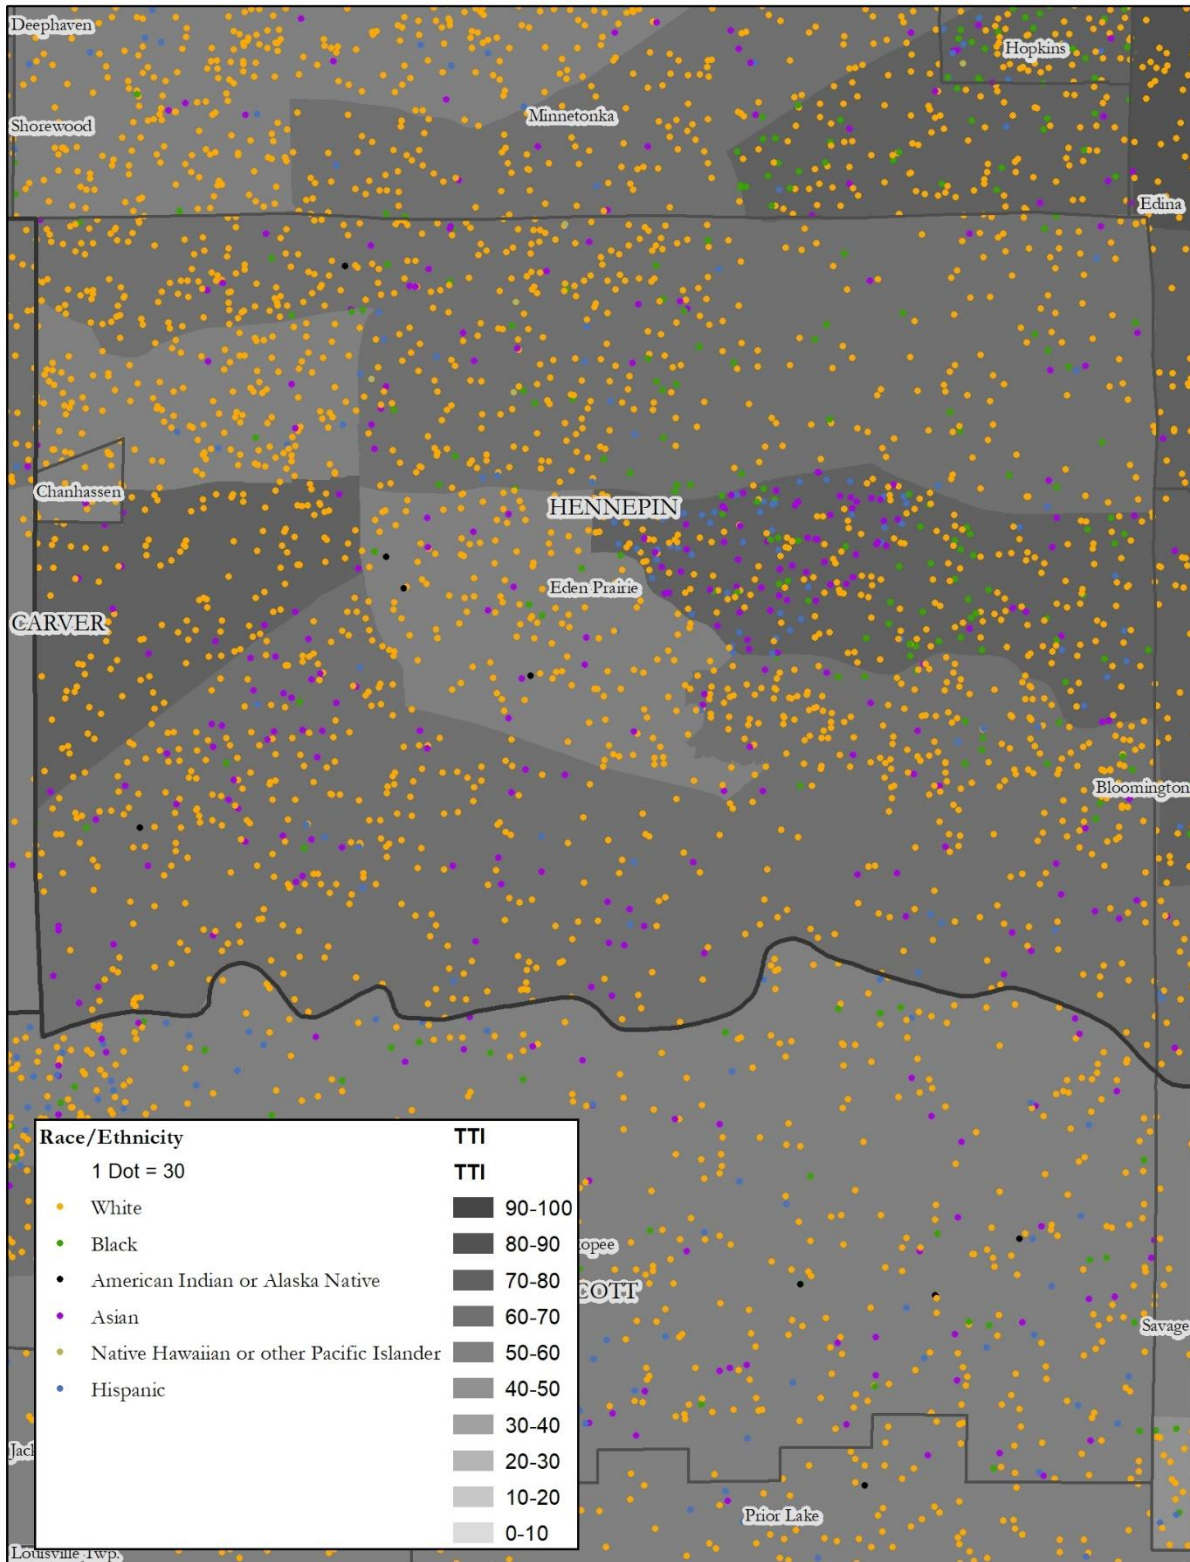 Deephaven
Hopkins
Minnetonka
Shorewood
Edina
Chanhassen
HENNEPIN
Eden Prairie
CARVER
Bloomington
Race/Ethnicity
TTI
1 Dot = 30
TTI
White
90-100
Black
80-90
opee
American Indian or Alaska Native
70-80
COTT
Asian
60-70
Savage
Native Hawaiian or other Pacific Islander
50-60
Hispanic
40-50
30-40
Jack
20-30
10-20
Prior Lake
0-10
Louisville Twp.